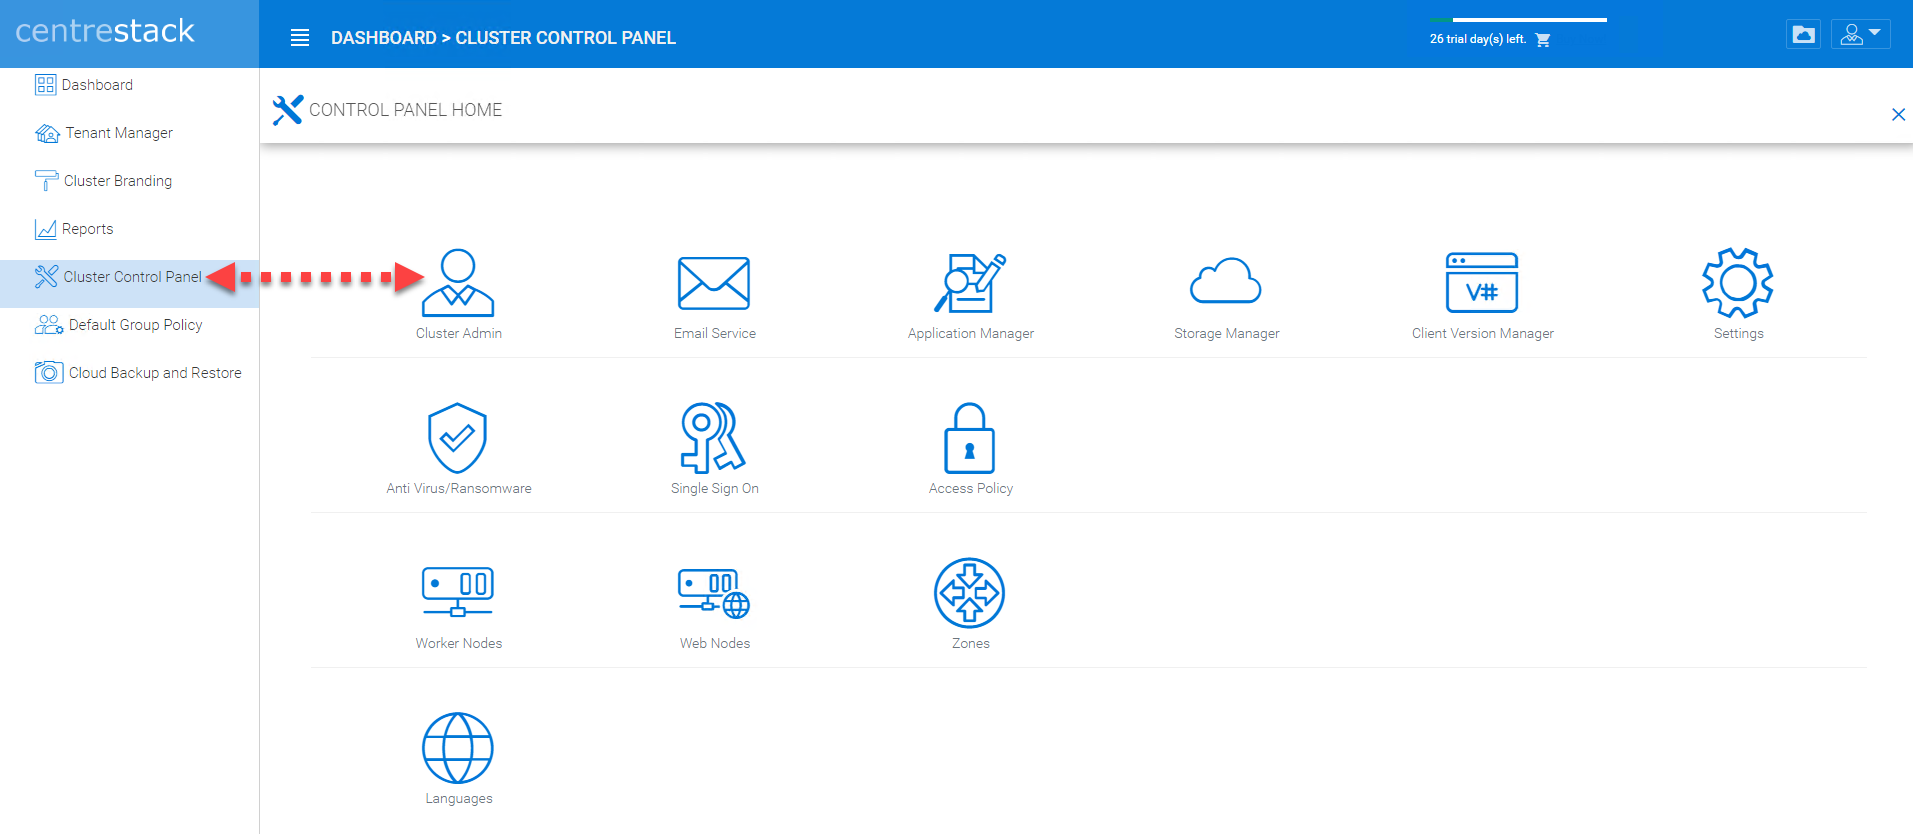 centrestack
DASHBOARD > CLUSTER CONTROL PANEL
26 trial day(s) left.
Dashboard
Tenant Manager
Cluster Branding
Reports
Cluster Control Panel
Default Group Policy
Cloud Backup and Restore
CONTROL PANEL HOME
V#
Cluster Admin
Email Service
Application Manager
Storage Manager
Client Version Manager
Settings
Anti Virus/Ransomware
Single Sign On
Access Policy
Worker Nodes
Web Nodes
Zones
Languages